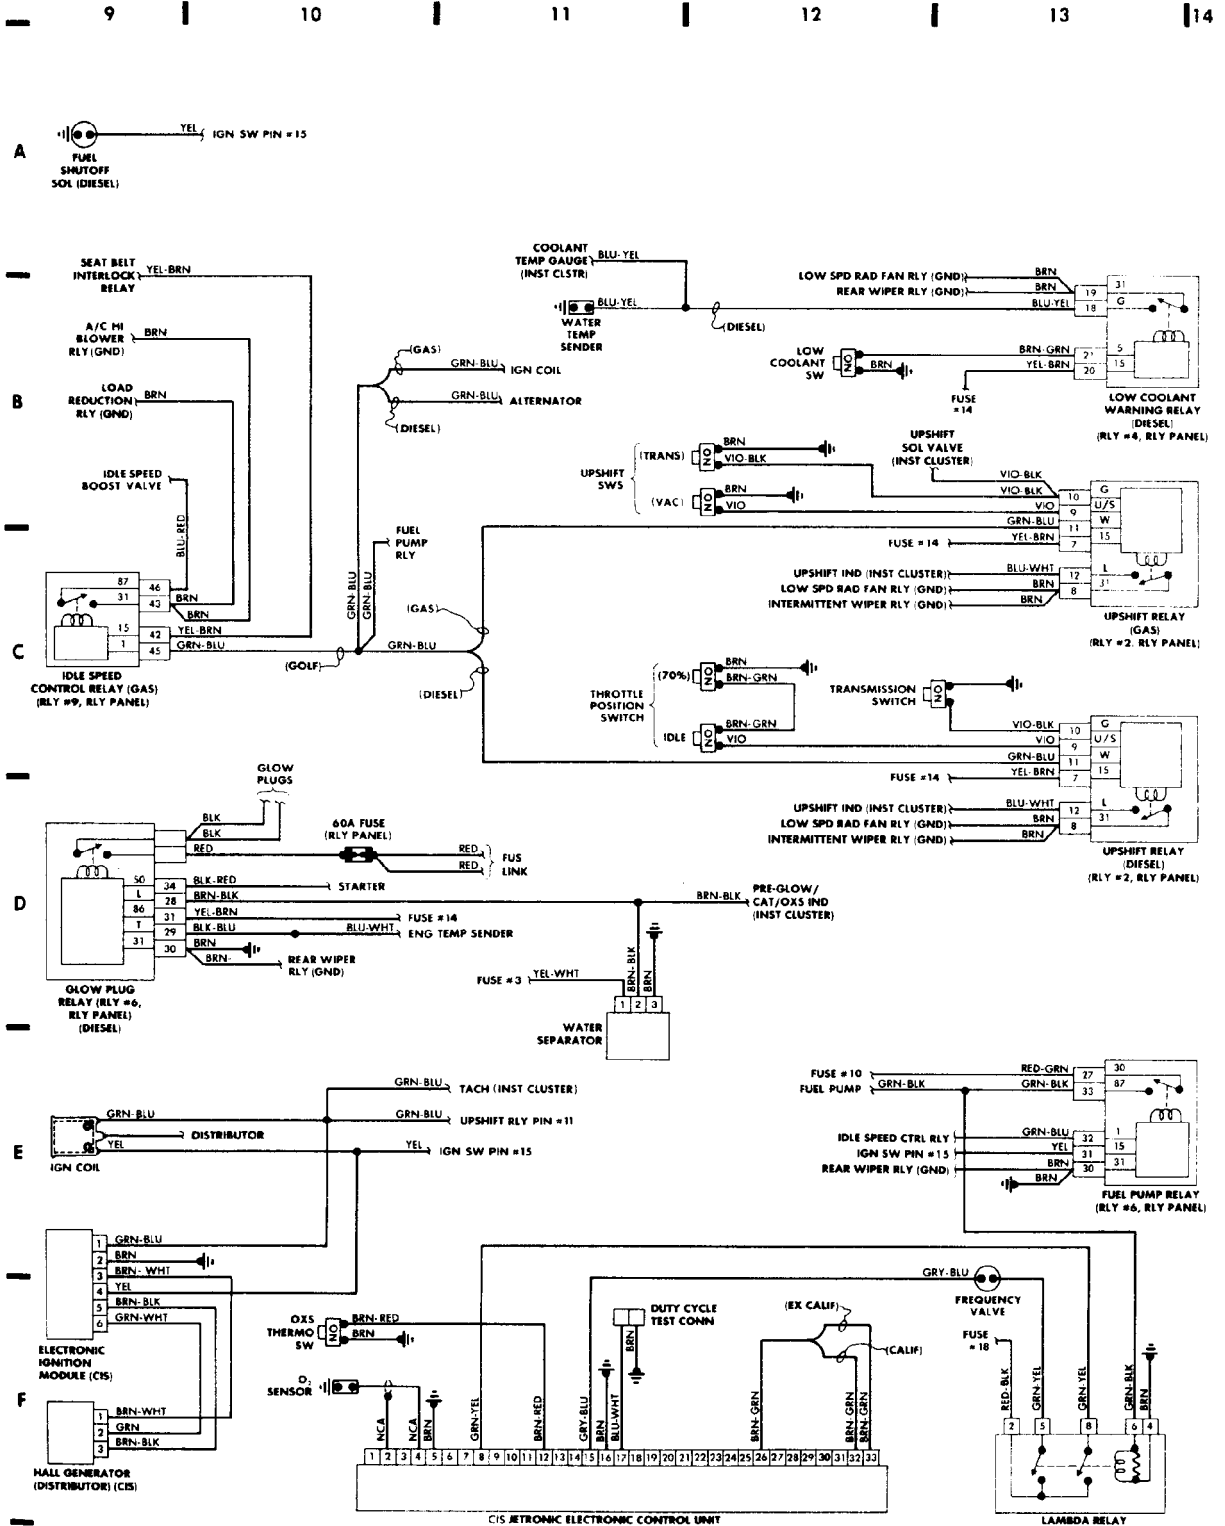 9 10 11 12 13 14
A
YEL IGN SW PIN #15
FUEL
SHUTOFF
SOL (DIESEL)
SEAT BELT
INTERLOCK
RELAY
YEL-BRN
A/C HI
BLOWER
RLY (GND)
BRN
B
LOAD
REDUCTION
RLY (GND)
BRN
IDLE SPEED
BOOST VALVE
BLU-RED
COOLANT
TEMP GAUGE
(INST CLSTR)
BLU-YEL
BLU-YEL
WATER
TEMP
SENDER
(DIESEL)
(GAS)
GRN-BLU IGN COIL
GRN-BLU ALTERNATOR
(DIESEL)
LOW SPD RAD FAN RLY (GND) BRN
REAR WIPER RLY (GND) BRN
BLU-YEL
19 31
18 G
LOW
COOLANT
SW
NO
BRN
BRN-GRN 21 5
YEL-BRN 20 15
FUSE
#14
LOW COOLANT
WARNING RELAY
(DIESEL)
(RLY #4, RLY PANEL)
UPSHIFT
SWS
(TRANS) NO BRN
VIO-BLK
(VAC) NO BRN
VIO
UPSHIFT
SOL VALVE
(INST CLUSTER)
VIO-BLK
VIO-BLK 10 G
VIO 9 U/S
GRN-BLU 11 W
FUSE #14 YEL-BRN 7 15
UPSHIFT IND (INST CLUSTER) BLU-WHT 12 L
LOW SPD RAD FAN RLY (GND) BRN 8 31
INTERMITTENT WIPER RLY (GND) BRN
UPSHIFT RELAY
(GAS)
(RLY #2. RLY PANEL)
FUEL
PUMP
RLY
GRN-BLU
GRN-BLU
C
87 46
31 43 BRN
BRN
15 42 YEL-BRN
1 45 GRN-BLU
(GOLF)
GRN-BLU
(GAS)
(DIESEL)
IDLE SPEED
CONTROL RELAY (GAS)
(RLY #9, RLY PANEL)
THROTTLE
POSITION
SWITCH
(70%) NO BRN
BRN-GRN
IDLE NO BRN-GRN
VIO
TRANSMISSION
SWITCH
NO
VIO-BLK 10 G
VIO 9 U/S
GRN-BLU 11 W
FUSE #14 YEL-BRN 7 15
UPSHIFT IND (INST CLUSTER) BLU-WHT 12 L
LOW SPD RAD FAN RLY (GND) BRN 8 31
INTERMITTENT WIPER RLY (GND) BRN
UPSHIFT RELAY
(DIESEL)
(RLY #2, RLY PANEL)
GLOW
PLUGS
BLK
BLK
RED
60A FUSE
(RLY PANEL)
RED
RED
FUS
LINK
D
50 34 BLK-RED STARTER
L 28 BRN-BLK
86 31 YEL-BRN FUSE #14
T 29 BLK-BLU BLU-WHT ENG TEMP SENDER
31 30 BRN
BRN-
REAR WIPER
RLY (GND)
GLOW PLUG
RELAY (RLY #6,
RLY PANEL)
(DIESEL)
BRN-BLK
PRE-GLOW/
CAT/OXS IND
(INST CLUSTER)
FUSE #3 YEL-WHT
BRN-BLK
BRN
1 2 3
WATER
SEPARATOR
E
GRN-BLU TACH (INST CLUSTER)
GRN-BLU GRN-BLU UPSHIFT RLY PIN #11
DISTRIBUTOR
YEL YEL IGN SW PIN #15
IGN COIL
FUSE #10 RED-GRN 27 30
FUEL PUMP GRN-BLK GRN-BLK 33 87
IDLE SPEED CTRL RLY GRN-BLU 32 1
IGN SW PIN #15 YEL 31 15
REAR WIPER RLY (GND) BRN 30 31
BRN
FUEL PUMP RELAY
(RLY #6, RLY PANEL)
1 GRN-BLU
2 BRN
3 BRN-WHT
4 YEL
5 BRN-BLK
6 GRN-WHT
ELECTRONIC
IGNITION
MODULE (CIS)
F
1 BRN-WHT
2 GRN
3 BRN-BLK
HALL GENERATOR
(DISTRIBUTOR) (CIS)
OXS
THERMO
SW
NO
BRN-RED
BRN
O2
SENSOR
NCA
NCA
BRN
GRN-YEL
BRN-RED
GRY-BLU
BRN
BLU-WHT
BRN
DUTY CYCLE
TEST CONN
(EX CALIF)
(CALIF)
BRN-GRN
BRN-GRN
BRN-GRN
GRY-BLU
FREQUENCY
VALVE
FUSE
#18
RED-BLK
GRN-YEL
GRN-YEL
GRN-BLK
BRN
2 5 8 6 4
LAMBDA RELAY
1 2 3 4 5 6 7 8 9 10 11 12 13 14 15 16 17 18 19 20 21 22 23 24 25 26 27 28 29 30 31 32 33
CIS JETRONIC ELECTRONIC CONTROL UNIT